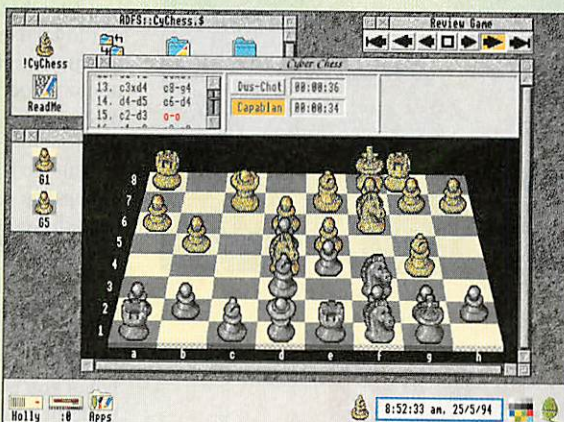 ADFS::CyChess.$
Review Game
!CyChess
ReadMe
Cyber Chess
13. c3xd4 c8-g4
14. d4-d5 c6-d4
15. c2-d3 o-o
Dus-Chot 00:00:36
Capablan 00:00:34
G1
G5
8
7
6
5
4
3
2
1
a b c d e f g h
Holly :0 Apps
8:52:33 am, 25/5/94